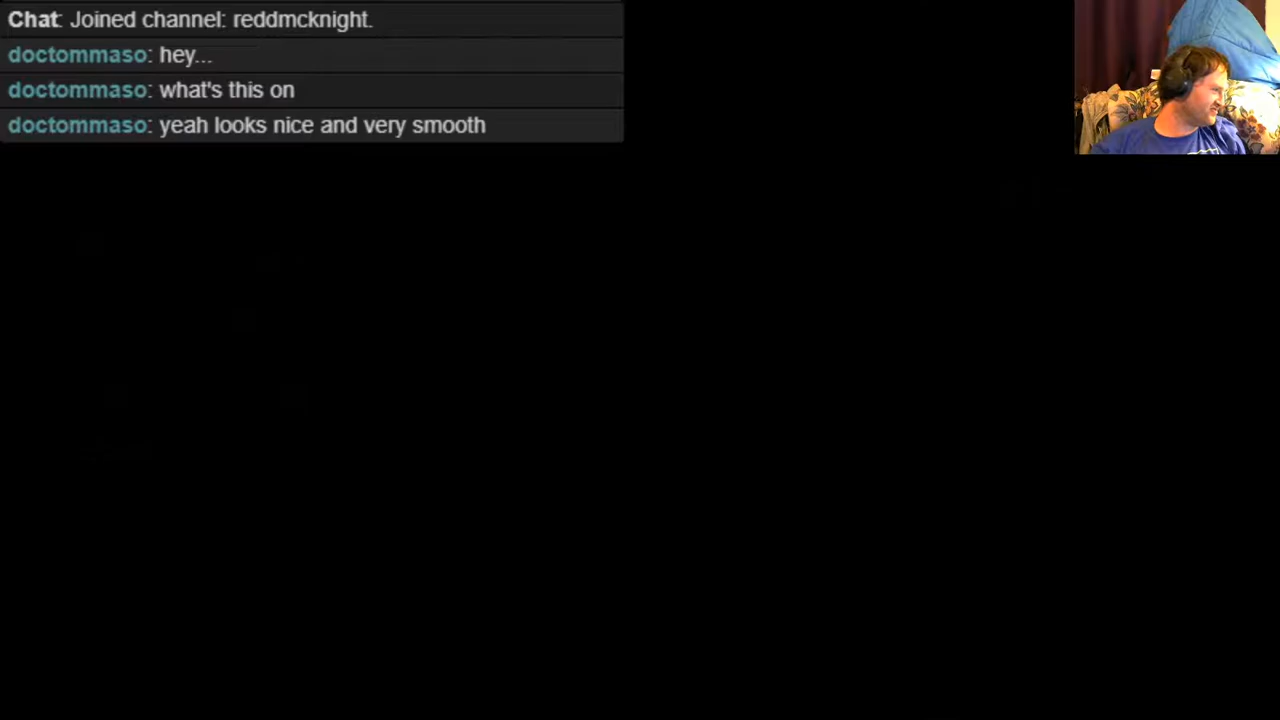 Chat: Joined channel: reddmcknight.
doctommaso: hey...
doctommaso: what's this on
doctommaso: yeah looks nice and very smooth